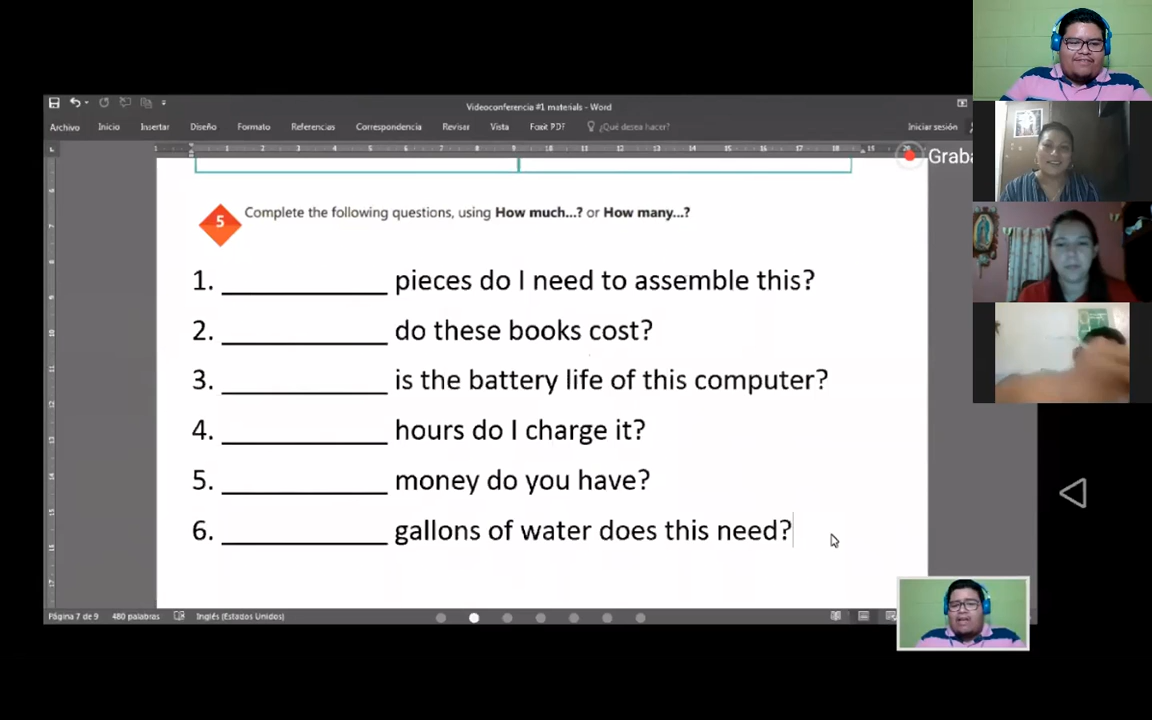 Videoconferencia #1 materials - Word
Archivo Inicio Insertar Diseño Formato Referencias Correspondencia Revisar Vista Foxit PDF ¿Qué desea hacer? Iniciar sesión
Graba
5
Complete the following questions, using How much...? or How many...?
1. ____________ pieces do I need to assemble this?
2. ____________ do these books cost?
3. ____________ is the battery life of this computer?
4. ____________ hours do I charge it?
5. ____________ money do you have?
6. ____________ gallons of water does this need?
Página 7 de 9 480 palabras Inglés (Estados Unidos)